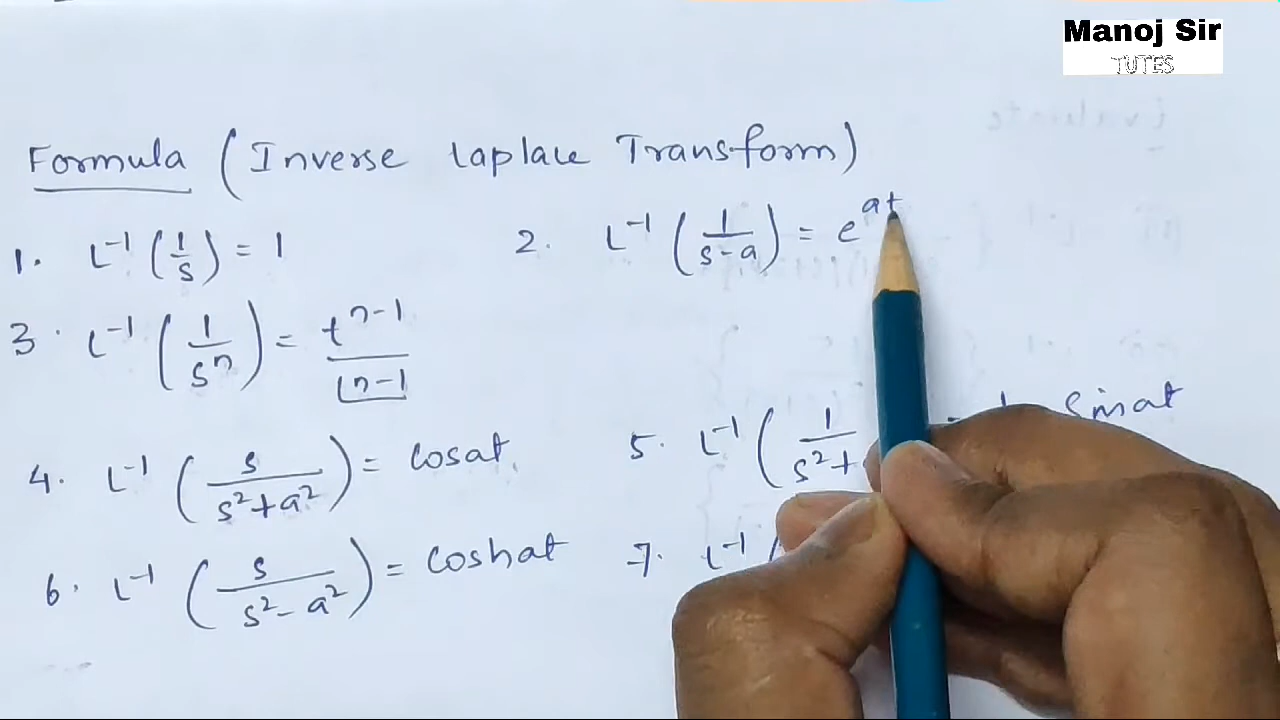 Manoj Sir
TUTES
Formula (Inverse Laplace Transform)
1. L⁻¹ (1/s) = 1
2. L⁻¹ (1/(s-a)) = e^at
3. L⁻¹ (1/sⁿ) = t^(n-1)/⌊n-1
4. L⁻¹ (s/(s²+a²)) = cosat
5. L⁻¹ (1/(s²+ sinat
6. L⁻¹ (s/(s²-a²)) = coshat
7. L⁻¹ (